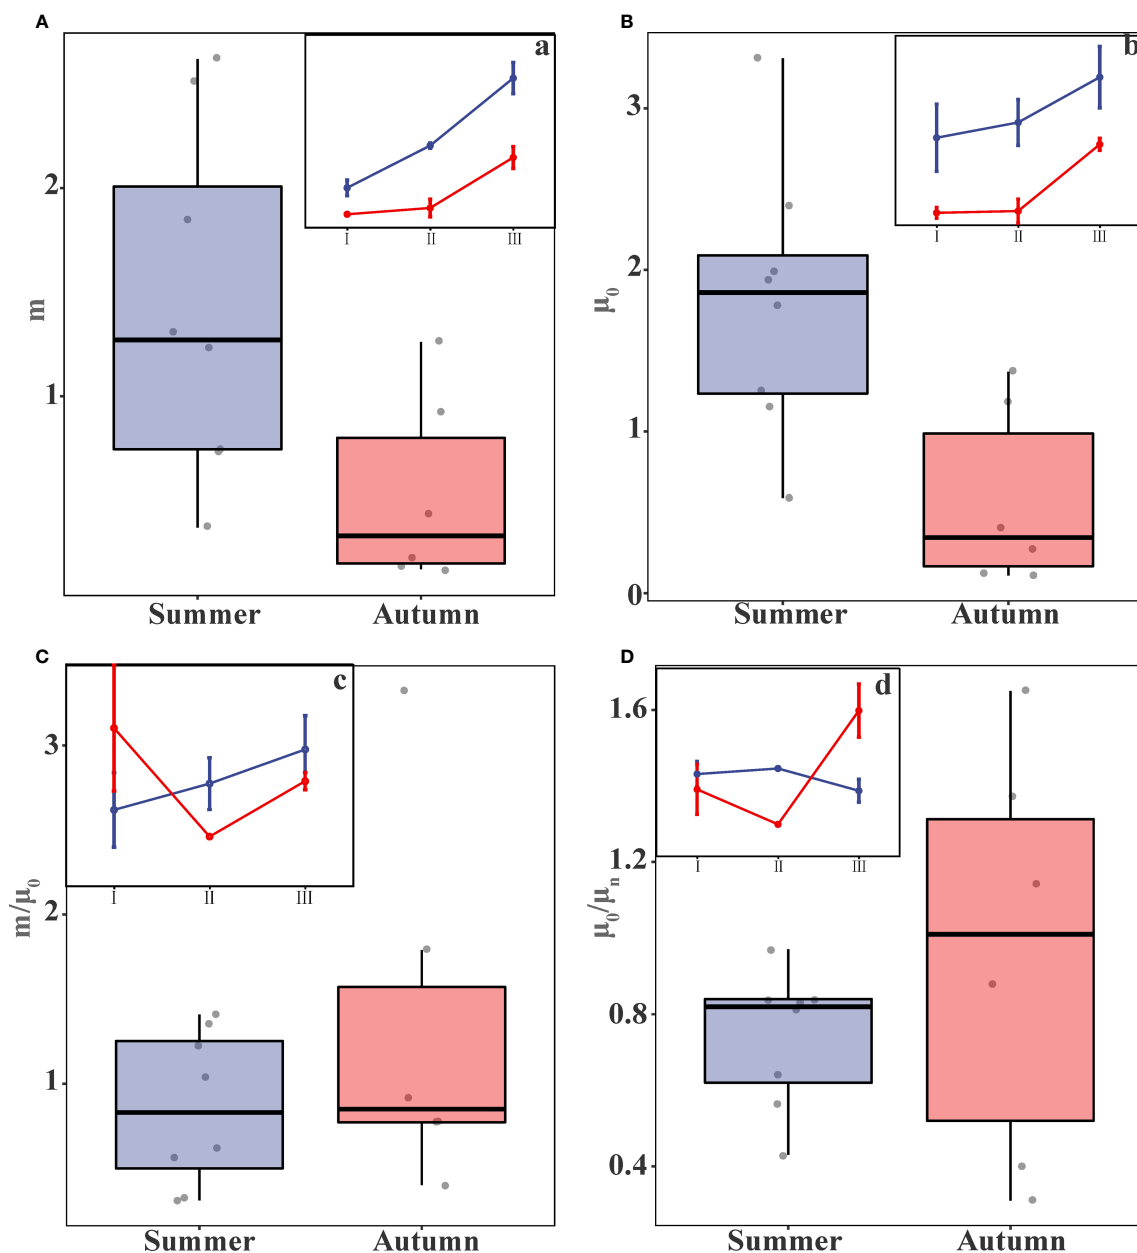 A
a
2
1
m
I II III
Summer Autumn
B
b
3
2
1
0
μ0
I II III
Summer Autumn
C
c
3
2
1
m/μ0
I II III
Summer Autumn
D
d
1.6
1.2
0.8
0.4
μ0/μn
I II III
Summer Autumn